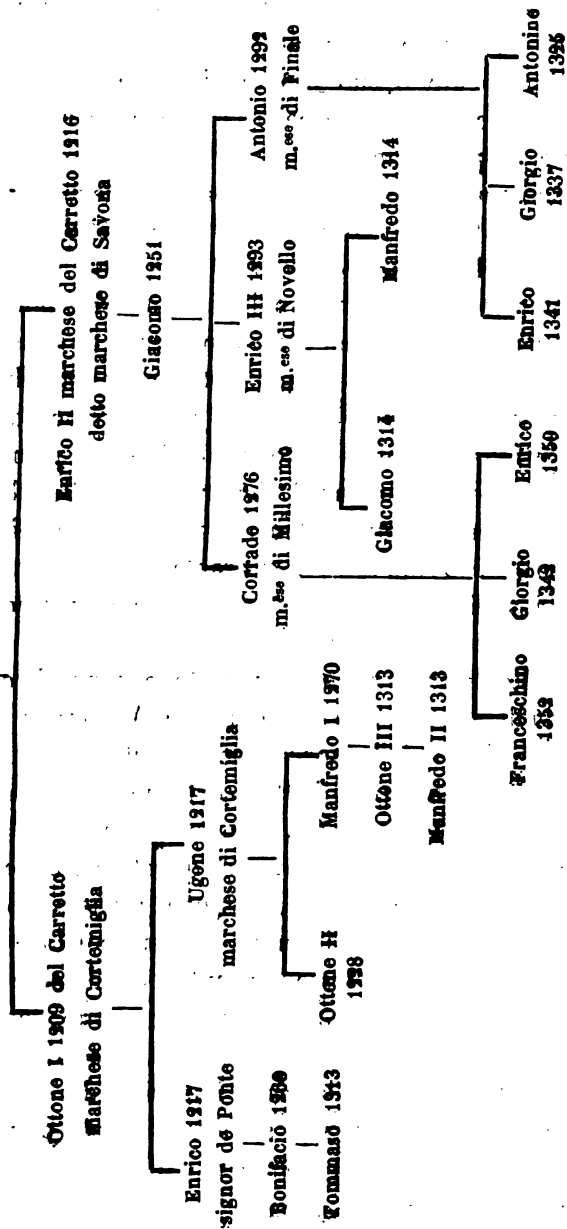 Ottone I 1209 del Carretto
marchese di Cortemiglia
Enrico II marchese del Carretto 1216
detto marchese di Savona
Giacomo 1251
Enrico 1217
signor de Ponte
Bonifacio
Tommaso
Ugone 1217
marchese di Cortemiglia
Corrado 1276
m.ese di Millesimo
Enrico III 1293
m.ese di Novello
Antonio 1292
m.ese di Finale
Ottone II
1228
Manfredo I 1270
Ottone III 1313
Manfredo II 1313
Giacomo 1314
Manfredo 1314
Franceschino
1352
Giorgio
1342
Enrico
1350
Enrico
1341
Giorgio
1337
Antonino
1325